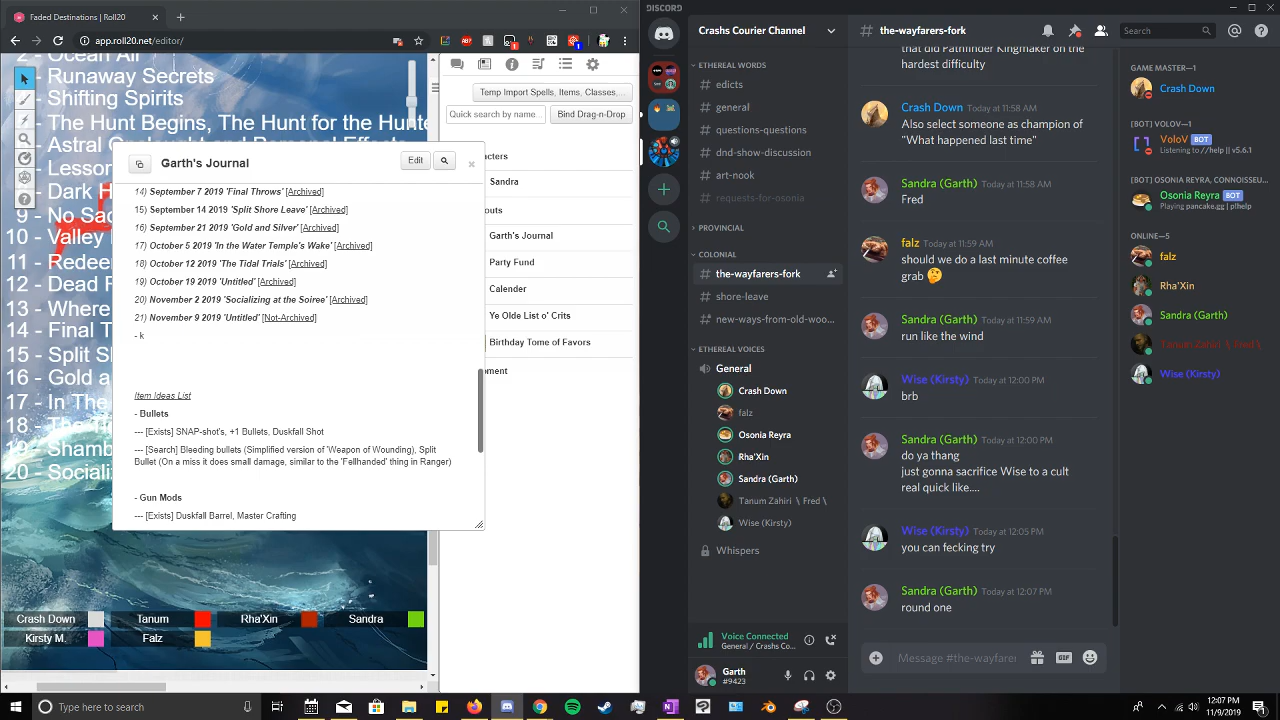 Faded Destinations | Roll20
app.roll20.net/editor/
2 - Ocean Air
Runaway Secrets
- Shifting Spirits
- The Hunt Begins, The Hunt for the Hunte
- Lesson
- Dark H
9 - No Sac
10 - Valley
11 - Redee
12 - Dead F
13 - Where
14 - Final T
15 - Split Sh
16 - Gold a
17 - In The
18 - The Ti
Shamb
20 - Sociali
Garth's Journal
Edit
14) September 7 2019 'Final Throws' [Archived]
15) September 14 2019 'Split Shore Leave' [Archived]
16) September 21 2019 'Gold and Silver' [Archived]
17) October 5 2019 'In the Water Temple's Wake' [Archived]
18) October 12 2019 'The Tidal Trials' [Archived]
19) October 19 2019 'Untitled' [Archived]
20) November 2 2019 'Socializing at the Soiree' [Archived]
21) November 9 2019 'Untitled' [Not-Archived]
- k
Item Ideas List
- Bullets
--- [Exists] SNAP-shot's, +1 Bullets, Duskfall Shot
--- [Search] Bleeding bullets (Simplified version of 'Weapon of Wounding), Split
Bullet (On a miss it does small damage, similar to the 'Fellhanded' thing in Ranger)
- Gun Mods
--- [Exists] Duskfall Barrel, Master Crafting
Crash Down
Tanum
Rha'Xin
Sandra
Kirsty M.
Falz
Temp Import Spells, Items, Classes,...
Quick search by name...
Bind Drag-n-Drop
acters
Sandra
outs
Garth's Journal
Party Fund
Calender
Ye Olde List o' Crits
Birthday Tome of Favors
oment
DISCORD
Crashs Courier Channel
ETHEREAL WORDS
# edicts
# general
# questions-questions
# dnd-show-discussion
# art-nook
# requests-for-osonia
PROVINCIAL
COLONIAL
# the-wayfarers-fork
# shore-leave
# new-ways-from-old-woo...
ETHEREAL VOICES
General
Crash Down
falz
Osonia Reyra
Rha'Xin
Sandra (Garth)
Tanum Zahiri \ Fred \
Wise (Kirsty)
Whispers
Voice Connected
General / Crashs Co...
Garth
#9423
# the-wayfarers-fork
Search
that did Pathfinder Kingmaker on the
hardest difficulty
Crash Down Today at 11:58 AM
Also select someone as champion of
"What happened last time"
Sandra (Garth) Today at 11:58 AM
Fred
falz Today at 11:59 AM
should we do a last minute coffee
grab 🤔
Sandra (Garth) Today at 11:59 AM
run like the wind
Wise (Kirsty) Today at 12:00 PM
brb
Sandra (Garth) Today at 12:00 PM
do ya thang
just gonna sacrifice Wise to a cult
real quick like....
Wise (Kirsty) Today at 12:05 PM
you can fecking try
Sandra (Garth) Today at 12:07 PM
round one
Message #the-wayfarer
GIF
GAME MASTER—1
Crash Down
[BOT] VOLOV—1
VoloV BOT
Listening to //help || v5.6.1
[BOT] OSONIA REYRA, CONNOISSEU...
Osonia Reyra BOT
Playing pancake.gg | p!help
ONLINE—5
falz
Rha'Xin
Sandra (Garth)
Tanum Zahiri \ Fred \
Wise (Kirsty)
Type here to search
12:07 PM
11/9/2019